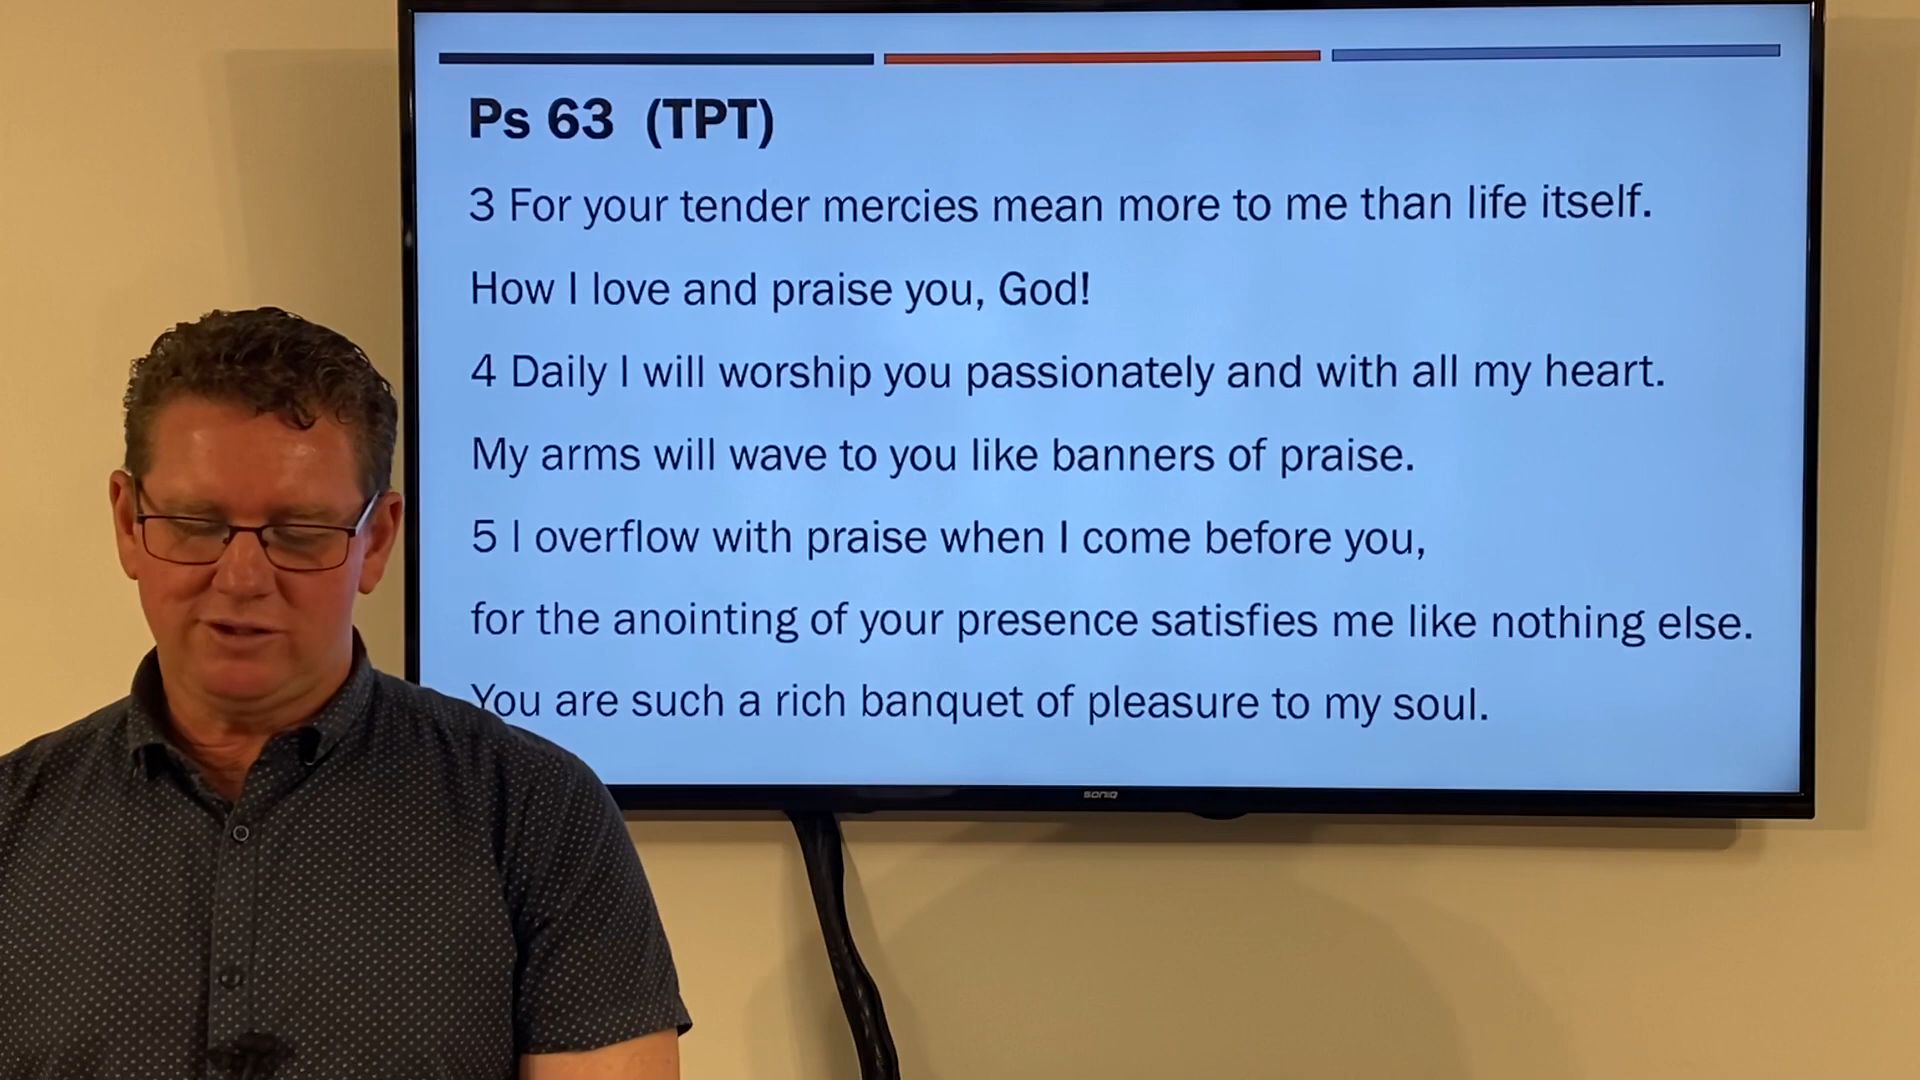 Ps 63 (TPT)
3 For your tender mercies mean more to me than life itself.
How I love and praise you, God!
4 Daily I will worship you passionately and with all my heart.
My arms will wave to you like banners of praise.
5 I overflow with praise when I come before you,
for the anointing of your presence satisfies me like nothing else.
You are such a rich banquet of pleasure to my soul.
SONIQ